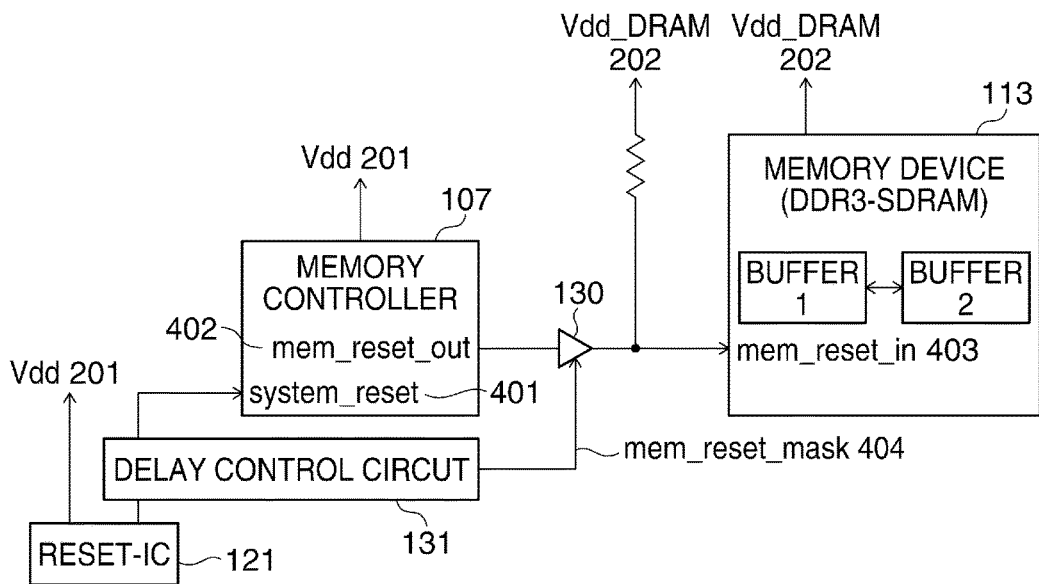 Vdd_DRAM
202
Vdd_DRAM
202
113
Vdd 201
107
MEMORY DEVICE
(DDR3-SDRAM)
MEMORY
CONTROLLER
130
BUFFER
1
BUFFER
2
402
mem_reset_out
mem_reset_in 403
Vdd 201
system_reset
401
DELAY CONTROL CIRCUT
mem_reset_mask 404
131
RESET-IC
121